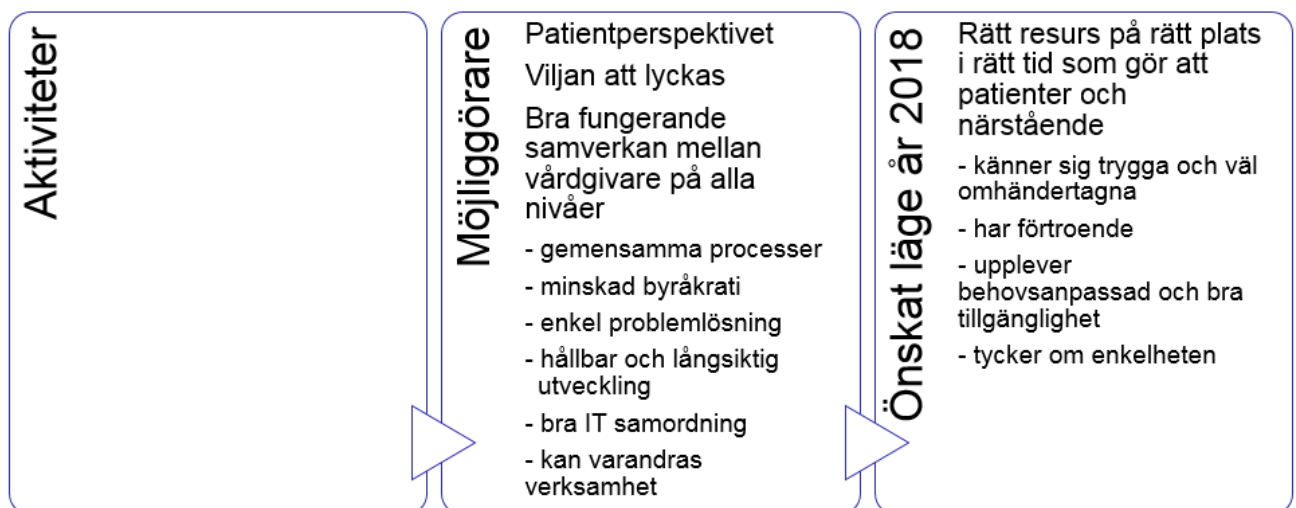 Aktiviteter
Möjliggörare
Patientperspektivet
Viljan att lyckas
Bra fungerande
samverkan mellan
vårdgivare på alla
nivåer
- gemensamma processer
- minskad byråkrati
- enkel problemlösning
- hållbar och långsiktig
utveckling
- bra IT samordning
- kan varandras
verksamhet
Önskat läge år 2018
Rätt resurs på rätt plats
i rätt tid som gör att
patienter och
närstående
- känner sig trygga och väl
omhändertagna
- har förtroende
- upplever
behovsanpassad och bra
tillgänglighet
- tycker om enkelheten